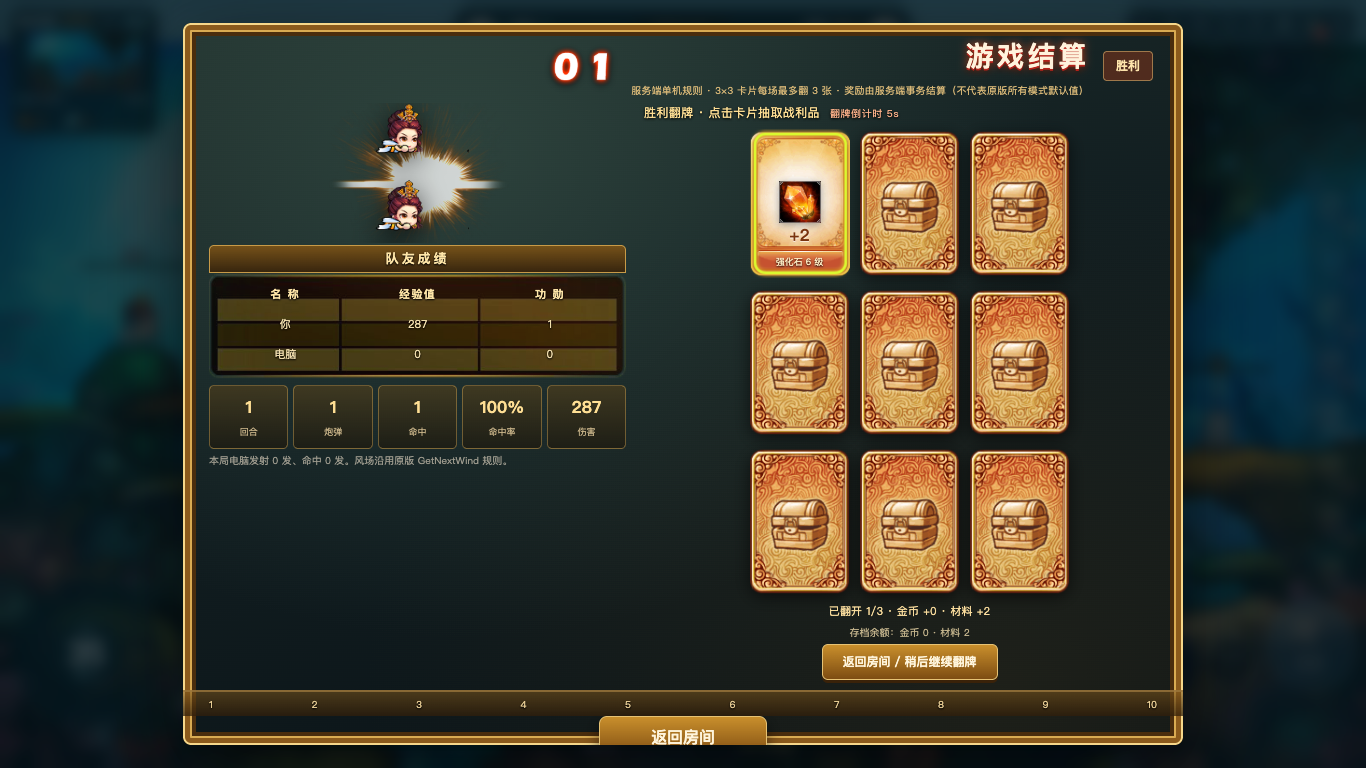 01
游戏结算
胜利
服务端单机规则 · 3×3 卡片每场最多翻 3 张 · 奖励由服务端事务结算（不代表原版所有模式默认值）
胜利翻牌 · 点击卡片抽取战利品 翻牌倒计时 5s
+2
强化石 6 级
队友成绩
名 称 经验值 功 勋
你 287 1
电脑 0 0
1 1 1 100% 287
回合 炮弹 命中 命中率 伤害
本局电脑发射 0 发、命中 0 发。风场沿用原版 GetNextWind 规则。
已翻开 1/3 · 金币 +0 · 材料 +2
存档余额：金币 0 · 材料 2
返回房间 / 稍后继续翻牌
1 2 3 4 5 6 7 8 9 10
返回房间